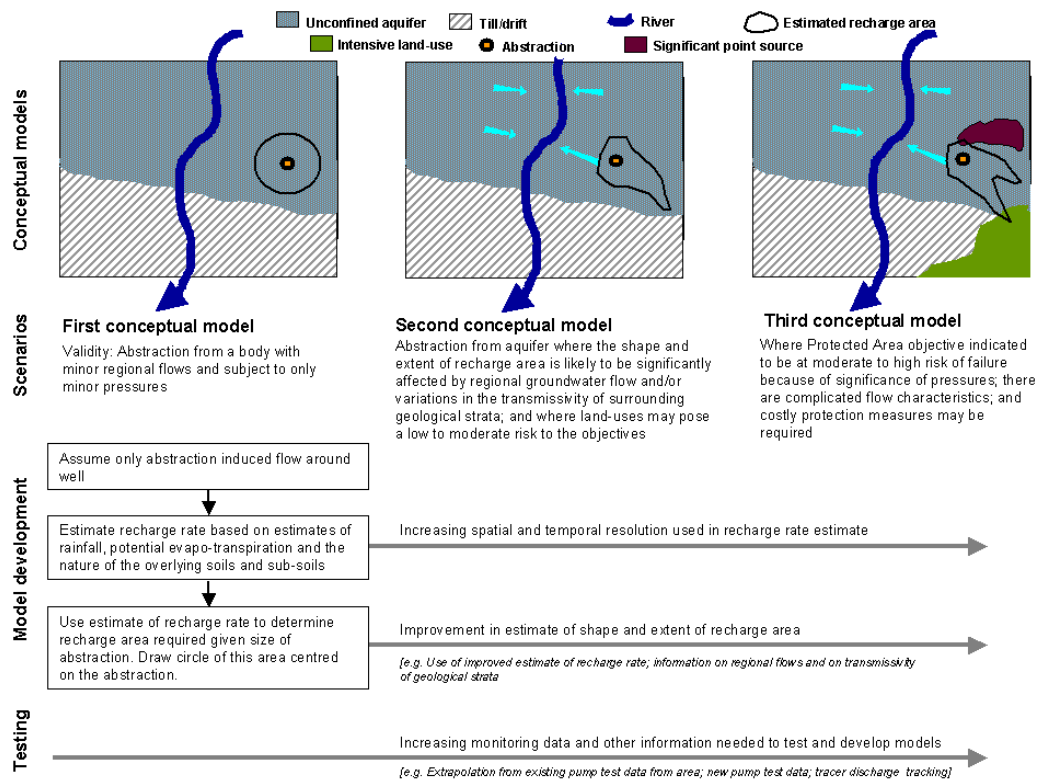 Unconfined aquifer
Till/drift
River
Estimated recharge area
Intensive land-use
Abstraction
Significant point source
Conceptual models
Scenarios
First conceptual model
Validity: Abstraction from a body with
minor regional flows and subject to only
minor pressures
Second conceptual model
Abstraction from aquifer where the shape and
extent of recharge area is likely to be significantly
affected by regional groundwater flow and/or
variations in the transmissivity of surrounding
geological strata; and where land-uses may pose
a low to moderate risk to the objectives
Third conceptual model
Where Protected Area objective indicated
to be at moderate to high risk of failure
because of significance of pressures; there
are complicated flow characteristics; and
costly protection measures may be
required
Model development
Assume only abstraction induced flow around
well
Estimate recharge rate based on estimates of
rainfall, potential evapo-transpiration and the
nature of the overlying soils and sub-soils
Increasing spatial and temporal resolution used in recharge rate estimate
Use estimate of recharge rate to determine
recharge area required given size of
abstraction. Draw circle of this area centred
on the abstraction.
Improvement in estimate of shape and extent of recharge area
[e.g. Use of improved estimate of recharge rate; information on regional flows and on transmissivity
of geological strata
Testing
Increasing monitoring data and other information needed to test and develop models
[e.g. Extrapolation from existing pump test data from area; new pump test data; tracer discharge tracking]